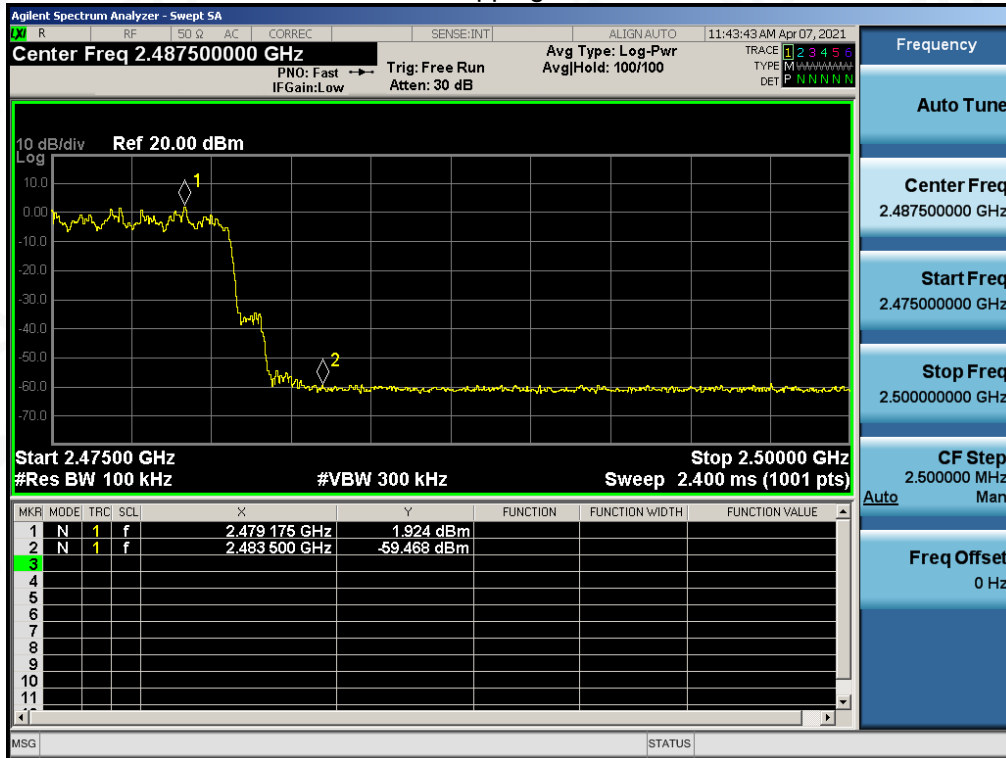 Agilent Spectrum Analyzer - Swept SA
LXI R RF 50 Ω AC CORREC SENSE:INT ALIGN AUTO 11:43:43 AM Apr 07, 2021
Center Freq 2.487500000 GHz
PNO: Fast
IFGain:Low
Trig: Free Run
Atten: 30 dB
Avg Type: Log-Pwr
Avg|Hold: 100/100
TRACE 1 2 3 4 5 6
TYPE M WWWWW
DET P N N N N N
10 dB/div Ref 20.00 dBm
Log
10.0
0.00
-10.0
-20.0
-30.0
-40.0
-50.0
-60.0
-70.0
1
2
Start 2.47500 GHz Stop 2.50000 GHz
#Res BW 100 kHz #VBW 300 kHz Sweep 2.400 ms (1001 pts)
MKR MODE TRC SCL X Y FUNCTION FUNCTION WIDTH FUNCTION VALUE
1 N 1 f 2.479 175 GHz 1.924 dBm
2 N 1 f 2.483 500 GHz -59.468 dBm
3
4
5
6
7
8
9
10
11
MSG STATUS
Frequency
Auto Tune
Center Freq
2.487500000 GHz
Start Freq
2.475000000 GHz
Stop Freq
2.500000000 GHz
CF Step
2.500000 MHz
Auto Man
Freq Offset
0 Hz